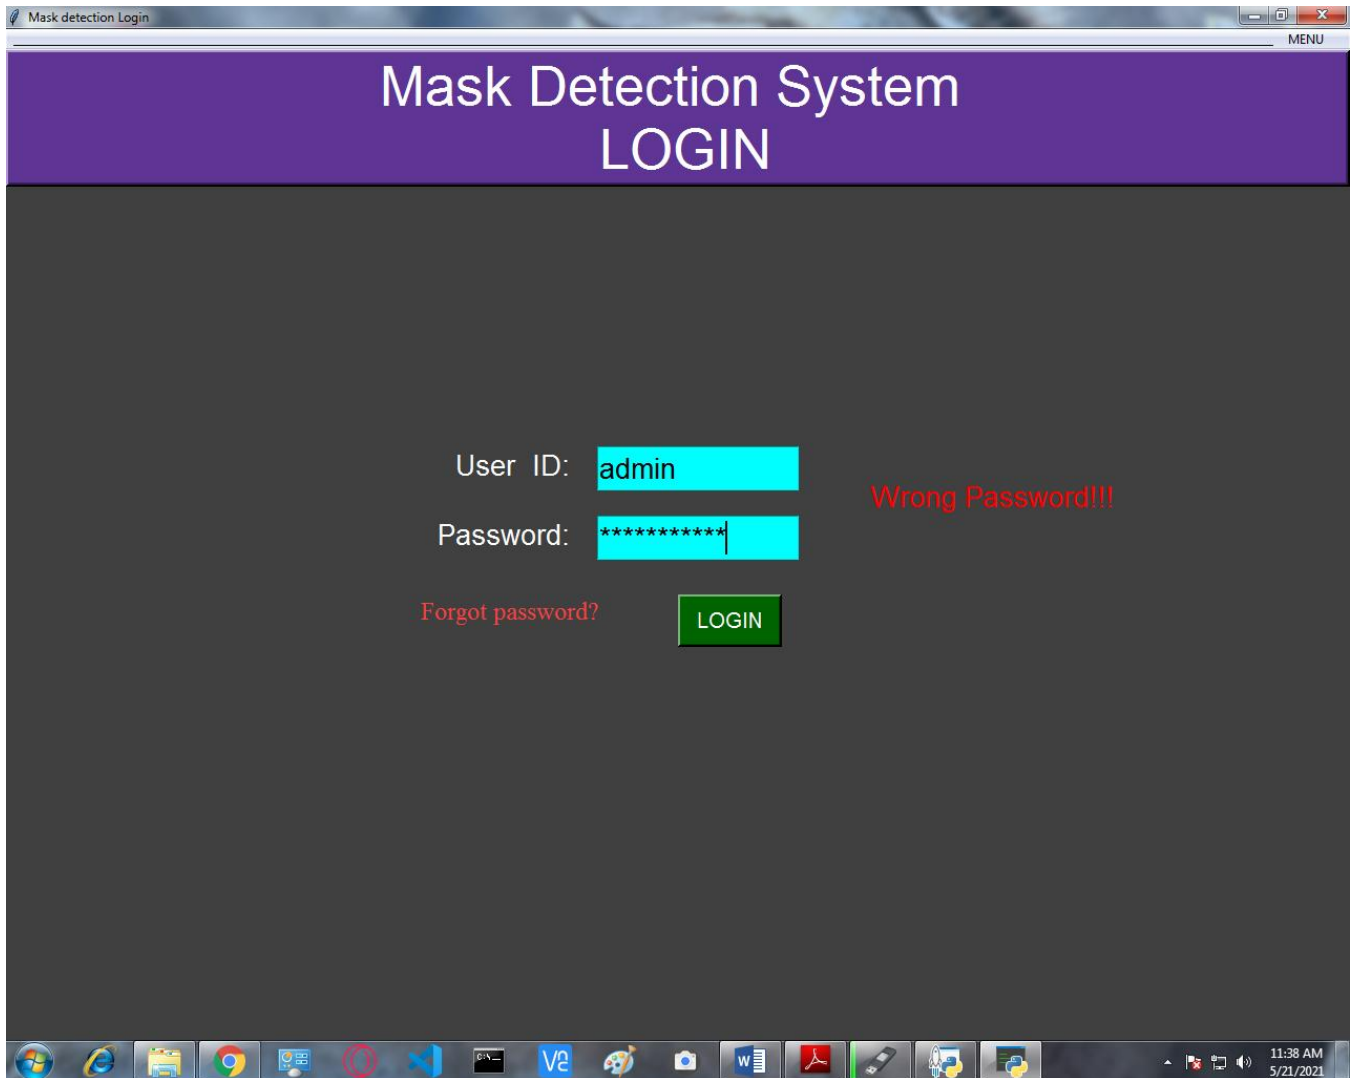 Mask detection Login
MENU
Mask Detection System
LOGIN
User ID:
admin
Wrong Password!!!
Password:
***********
Forgot password?
LOGIN
C:\_
W
11:38 AM
5/21/2021